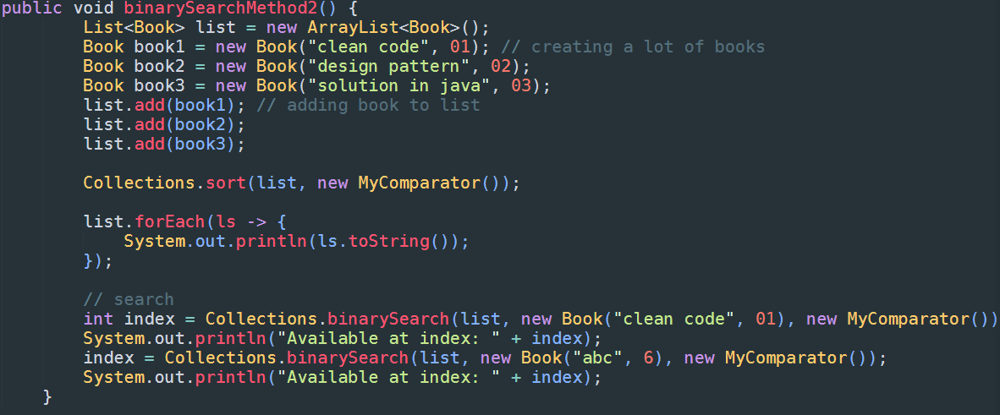 public void binarySearchMethod2() {
List<Book> list = new ArrayList<Book>();
Book book1 = new Book("clean code", 01); // creating a lot of books
Book book2 = new Book("design pattern", 02);
Book book3 = new Book("solution in java", 03);
list.add(book1); // adding book to list
list.add(book2);
list.add(book3);
Collections.sort(list, new MyComparator());
list.forEach(ls -> {
System.out.println(ls.toString());
});
// search
int index = Collections.binarySearch(list, new Book("clean code", 01), new MyComparator())
System.out.println("Available at index: " + index);
index = Collections.binarySearch(list, new Book("abc", 6), new MyComparator());
System.out.println("Available at index: " + index);
}